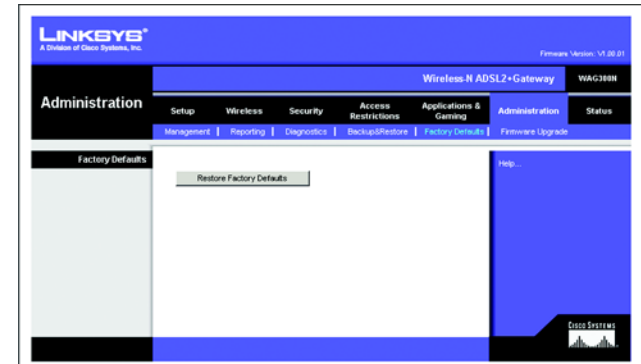 LINKSYS®
A Division of Cisco Systems, Inc.
Firmware Version: V1.00.01
Wireless-N ADSL2+Gateway
WAG300N
Administration
Setup
Wireless
Security
Access Restrictions
Applications & Gaming
Administration
Status
Management | Reporting | Diagnostics | Backup&Restore | Factory Defaults | Firmware Upgrade
Factory Defaults
Restore Factory Defaults
Help...
CISCO SYSTEMS